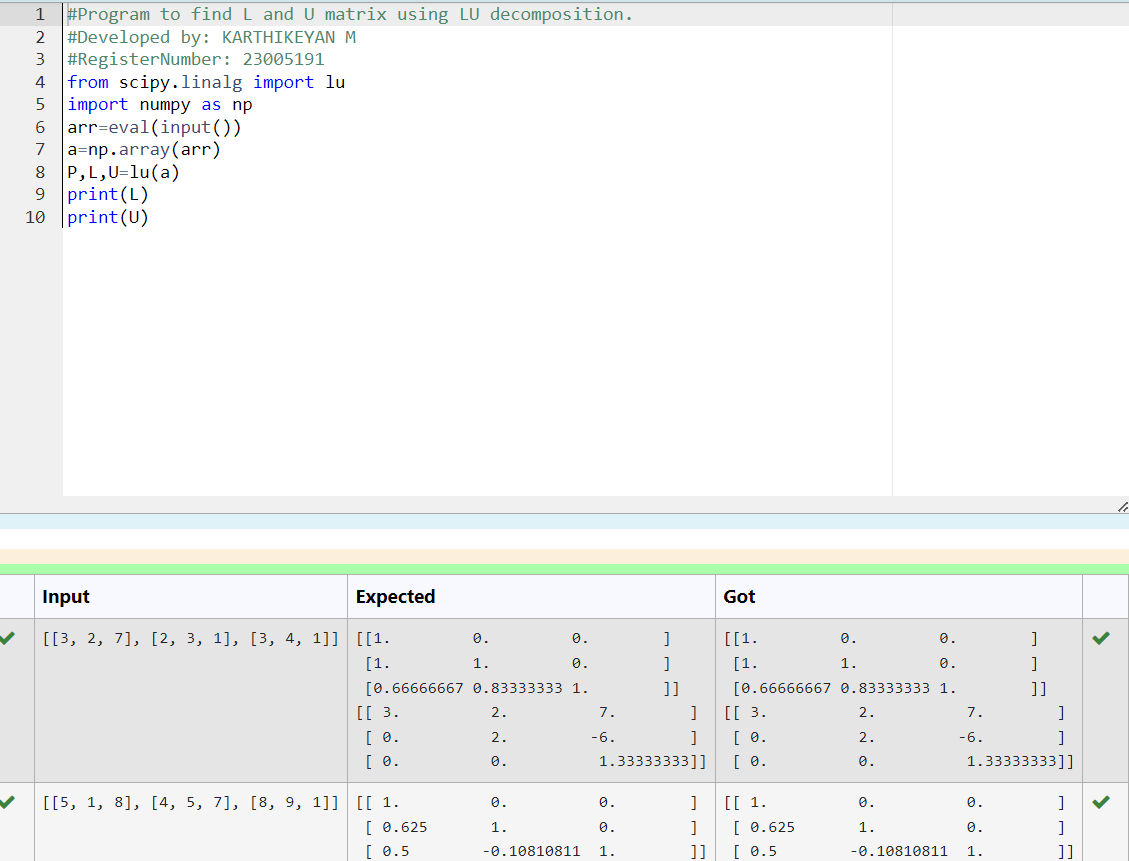 1 #Program to find L and U matrix using LU decomposition.
2 #Developed by: KARTHIKEYAN M
3 #RegisterNumber: 23005191
4 from scipy.linalg import lu
5 import numpy as np
6 arr=eval(input())
7 a=np.array(arr)
8 P,L,U=lu(a)
9 print(L)
10 print(U)
Input Expected Got
[[3, 2, 7], [2, 3, 1], [3, 4, 1]] [[1. 0. 0. ] [[1. 0. 0. ]
[1. 1. 0. ] [1. 1. 0. ]
[0.66666667 0.83333333 1. ]] [0.66666667 0.83333333 1. ]]
[[ 3. 2. 7. ] [[ 3. 2. 7. ]
[ 0. 2. -6. ] [ 0. 2. -6. ]
[ 0. 0. 1.33333333]] [ 0. 0. 1.33333333]]
[[5, 1, 8], [4, 5, 7], [8, 9, 1]] [[ 1. 0. 0. ] [[ 1. 0. 0. ]
[ 0.625 1. 0. ] [ 0.625 1. 0. ]
[ 0.5 -0.10810811 1. ]] [ 0.5 -0.10810811 1. ]]